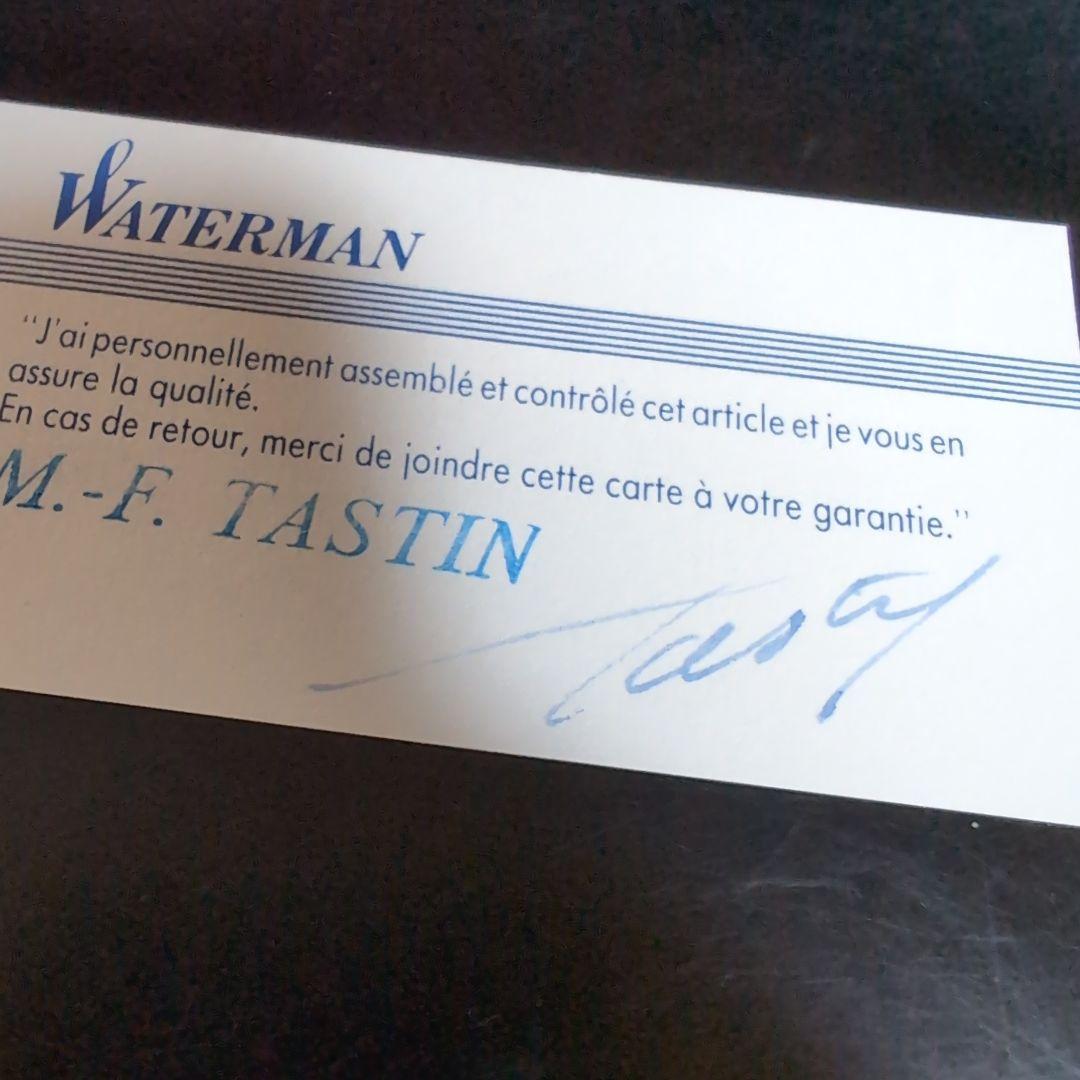 WATERMAN
"J'ai personnellement assemblé et contrôlé cet article et je vous en
assure la qualité.
En cas de retour, merci de joindre cette carte à votre garantie."
M.-F. TASTIN